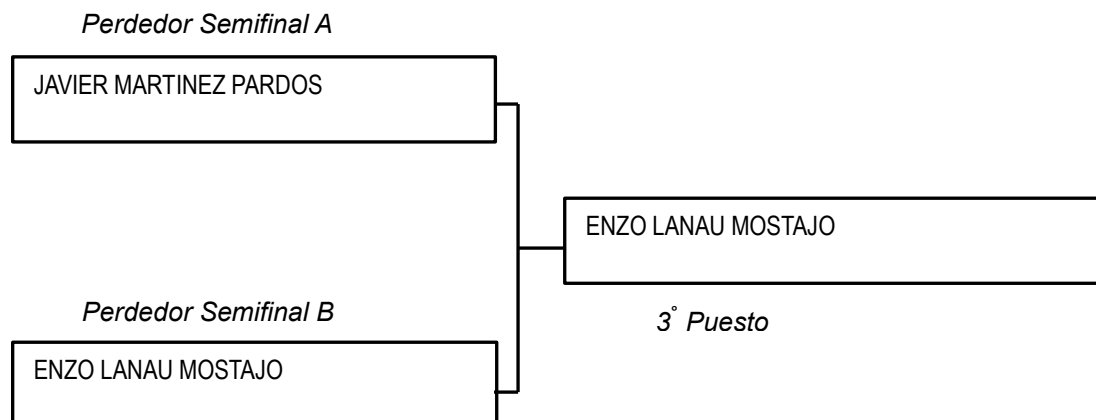 Perdedor Semifinal A
JAVIER MARTINEZ PARDOS
ENZO LANAU MOSTAJO
3° Puesto
Perdedor Semifinal B
ENZO LANAU MOSTAJO